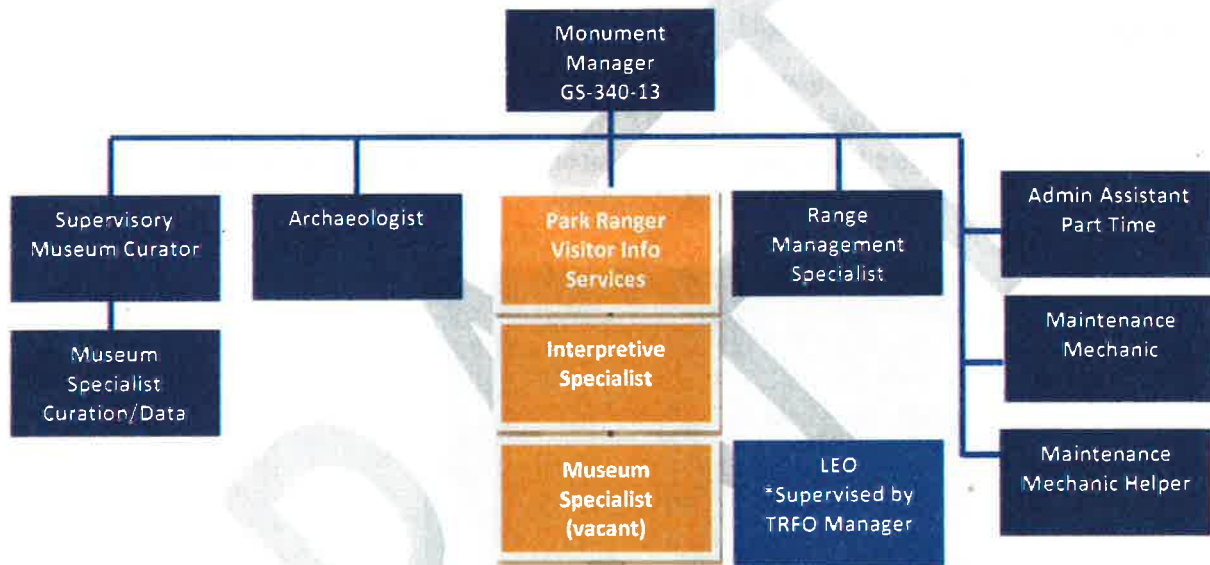 Monument
Manager
GS-340-13
Supervisory
Museum Curator
Archaeologist
Park Ranger
Visitor Info
Services
Range
Management
Specialist
Admin Assistant
Part Time
Museum
Specialist
Curation/Data
Interpretive
Specialist
Maintenance
Mechanic
Museum
Specialist
(vacant)
LEO
*Supervised by
TRFO Manager
Maintenance
Mechanic Helper